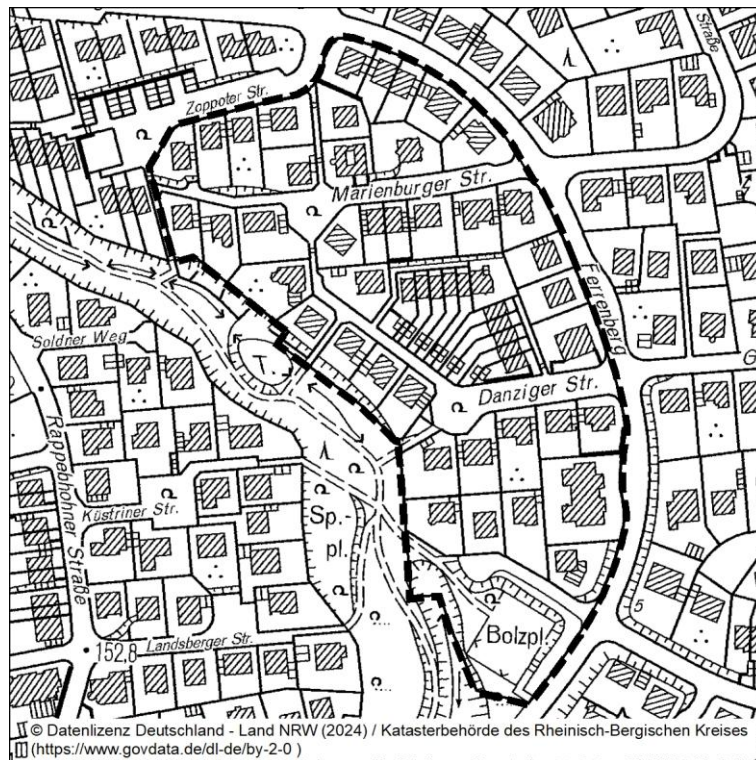 Straße
Zoppoter Str.
Marienburger Str.
Ferrenberg
Soldner Weg
T
Danziger Str.
Rappebnohner Straße
Küstriner Str.
Sp.-
pl.
Bolzpl.
5
Landsberger Str.
152,8
© Datenlizenz Deutschland - Land NRW (2024) / Katasterbehörde des Rheinisch-Bergischen Kreises
(https://www.govdata.de/dl-de/by-2-0 )